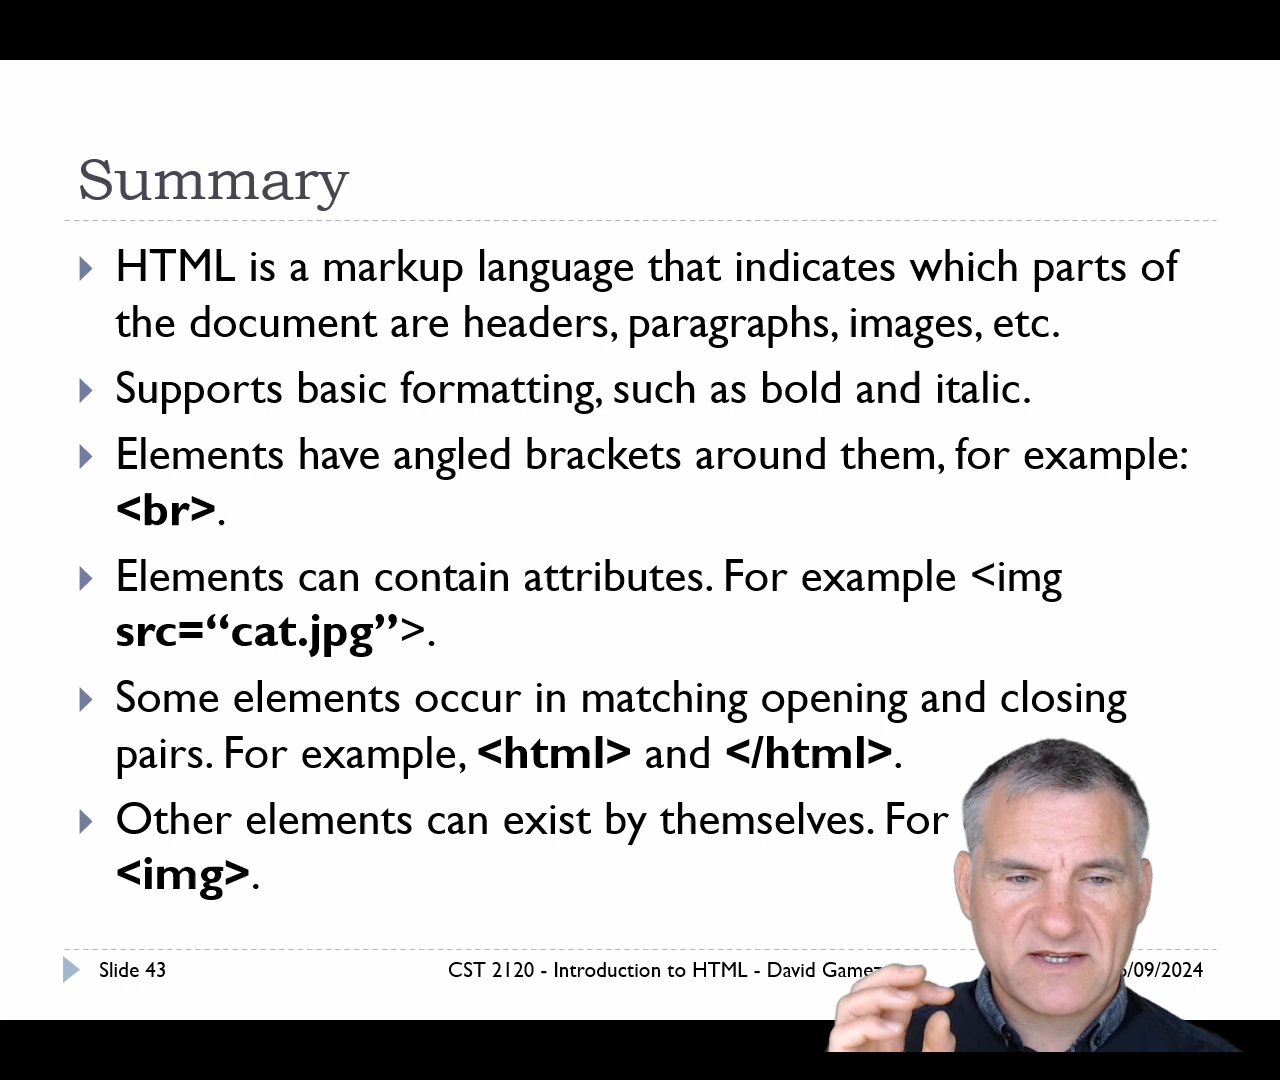 Summary
HTML is a markup language that indicates which parts of
the document are headers, paragraphs, images, etc.
Supports basic formatting, such as bold and italic.
Elements have angled brackets around them, for example:
<br>.
Elements can contain attributes. For example <img
src=“cat.jpg”>.
Some elements occur in matching opening and closing
pairs. For example, <html> and </html>.
Other elements can exist by themselves. For
<img>.
Slide 43
CST 2120 - Introduction to HTML - David Gamez
/09/2024